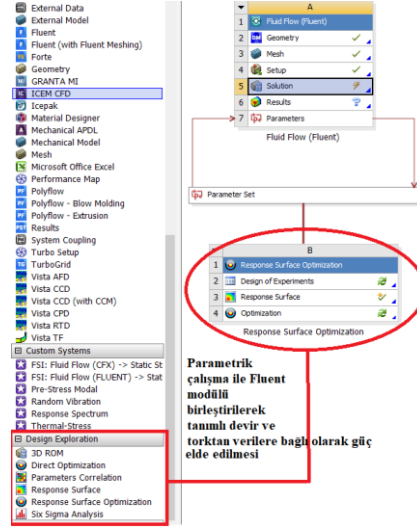 External Data
External Model
Fluent
Fluent (with Fluent Meshing)
Forte
Geometry
GRANTA MI
ICEM CFD
Icepak
Material Designer
Mechanical APDL
Mechanical Model
Mesh
Microsoft Office Excel
Performance Map
Polyflow
Polyflow - Blow Molding
Polyflow - Extrusion
Results
System Coupling
Turbo Setup
TurboGrid
Vista AFD
Vista CCD
Vista CCD (with CCM)
Vista CPD
Vista RTD
Vista TF
Custom Systems
FSI: Fluid Flow (CFX) -> Static St
FSI: Fluid Flow (FLUENT) -> Stat
Pre-Stress Modal
Random Vibration
Response Spectrum
Thermal-Stress
Design Exploration
3D ROM
Direct Optimization
Parameters Correlation
Response Surface
Response Surface Optimization
Six Sigma Analysis
A
1 Fluid Flow (Fluent)
2 Geometry
3 Mesh
4 Setup
5 Solution
6 Results
7 Parameters
Fluid Flow (Fluent)
Parameter Set
B
1 Response Surface Optimization
2 Design of Experiments
3 Response Surface
4 Optimization
Response Surface Optimization
Parametrik
çalışma ile Fluent
modülü
birleştirilerek
tanımlı devir ve
torktan verilere bağlı olarak güç
elde edilmesi